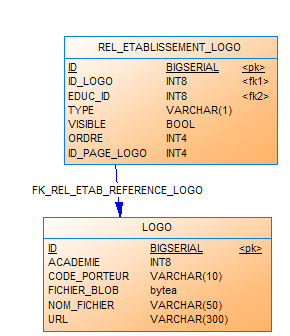 REL_ETABLISSEMENT_LOGO
ID BIGSERIAL <pk>
ID_LOGO INT8 <fk1>
EDUC_ID INT8 <fk2>
TYPE VARCHAR(1)
VISIBLE BOOL
ORDRE INT4
ID_PAGE_LOGO INT4
FK_REL_ETAB_REFERENCE_LOGO
LOGO
ID BIGSERIAL <pk>
ACADEMIE INT8
CODE_PORTEUR VARCHAR(10)
FICHIER_BLOB bytea
NOM_FICHIER VARCHAR(50)
URL VARCHAR(300)